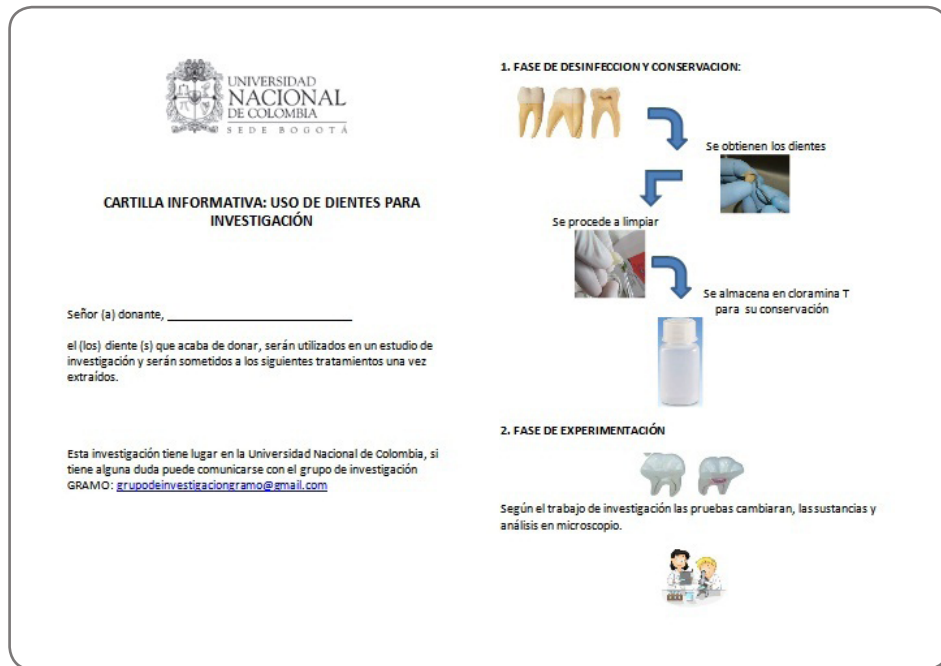 UNIVERSIDAD
NACIONAL
DE COLOMBIA
SEDE BOGOTÁ
CARTILLA INFORMATIVA: USO DE DIENTES PARA
INVESTIGACIÓN
Señor (a) donante, ____________________________
el (los) diente (s) que acaba de donar, serán utilizados en un estudio de
investigación y serán sometidos a los siguientes tratamientos una vez
extraídos.
Esta investigación tiene lugar en la Universidad Nacional de Colombia, si
tiene alguna duda puede comunicarse con el grupo de investigación
GRAMO: grupodeinvestigaciongramo@gmail.com
1. FASE DE DESINFECCION Y CONSERVACION:
Se obtienen los dientes
Se procede a limpiar
Se almacena en cloramina T
para su conservación
2. FASE DE EXPERIMENTACIÓN
Según el trabajo de investigación las pruebas cambiaran, las sustancias y
análisis en microscopio.